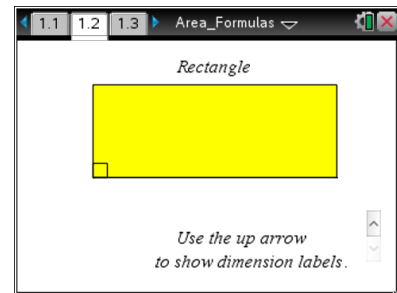 1.1 1.2 1.3 Area_Formulas
Rectangle
Use the up arrow
to show dimension labels.